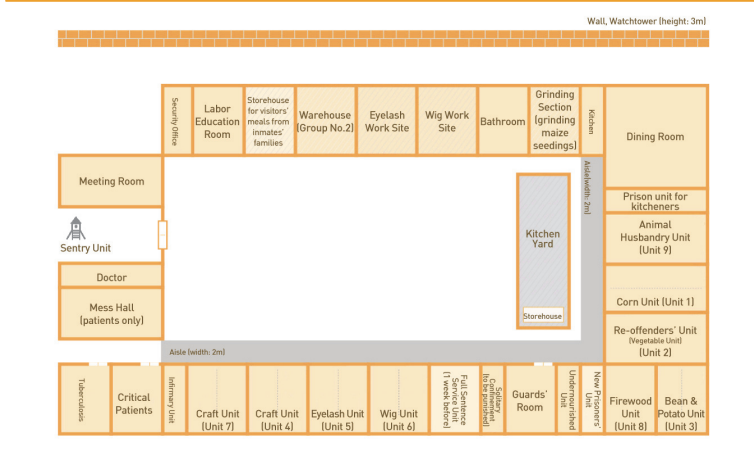 Wall, Watchtower (height: 3m)
Security Office
Labor
Education
Room
Storehouse
for visitors'
meals from
inmates'
families
Warehouse
(Group No.2)
Eyelash
Work Site
Wig Work
Site
Bathroom
Grinding
Section
(grinding
maize
seedings)
Kitchen
Dining Room
Meeting Room
Aisle(width: 2m)
Prison unit for
kitcheners
Sentry Unit
Kitchen
Yard
Animal
Husbandry Unit
(Unit 9)
Doctor
Corn Unit (Unit 1)
Mess Hall
(patients only)
Storehouse
Re-offenders' Unit
(Vegetable Unit)
(Unit 2)
Aisle (width: 2m)
Tuberculosis
Critical
Patients
Infirmary Unit
Craft Unit
(Unit 7)
Craft Unit
(Unit 4)
Eyelash Unit
(Unit 5)
Wig Unit
(Unit 6)
Full Sentence
Service Unit
(1 week before)
Splitary
Confinement
(to be punished)
Guards'
Room
Undernourished
Unit
New Prisoners'
Unit
Firewood
Unit
(Unit 8)
Bean &
Potato Unit
(Unit 3)